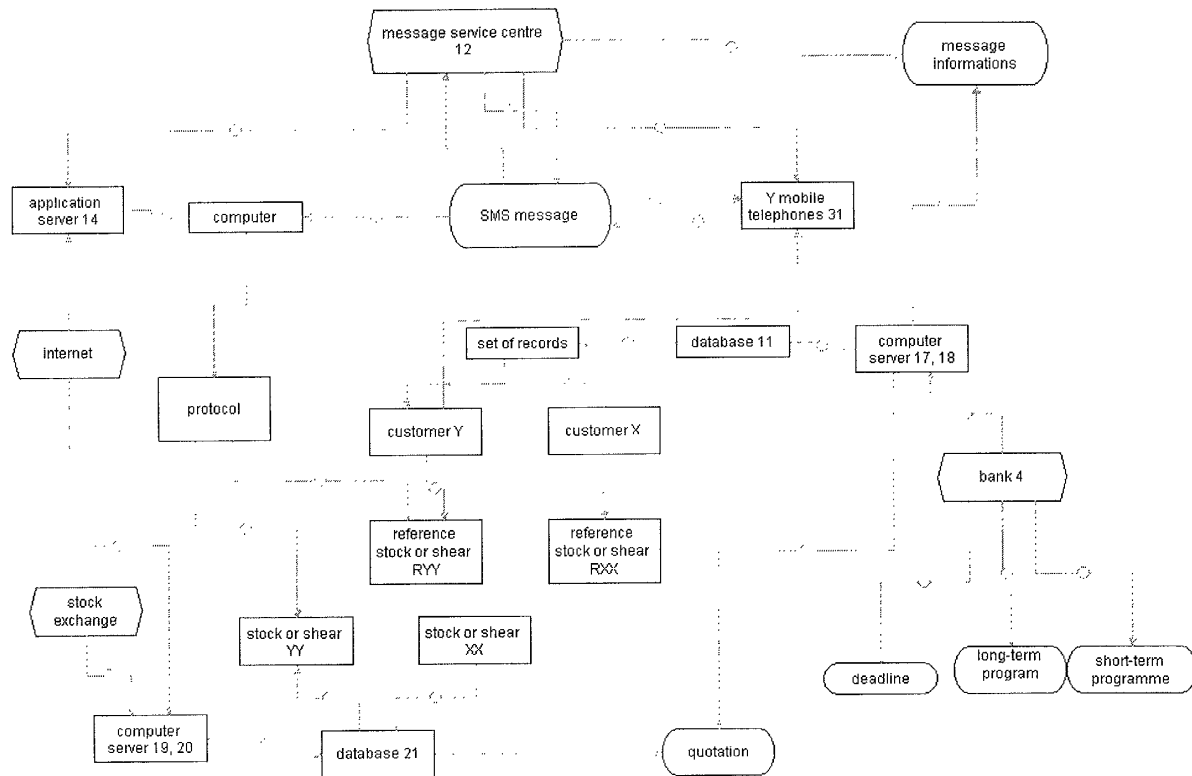 message service centre
12
message
informations
application
server 14
computer
SMS message
Y mobile
telephones 31
internet
set of records
database 11
computer
server 17, 18
protocol
customer Y
customer X
bank 4
reference
stock or shear
RYY
reference
stock or shear
RXX
stock
exchange
stock or shear
YY
stock or shear
XX
deadline
long-term
program
short-term
programme
computer
server 19, 20
database 21
quotation